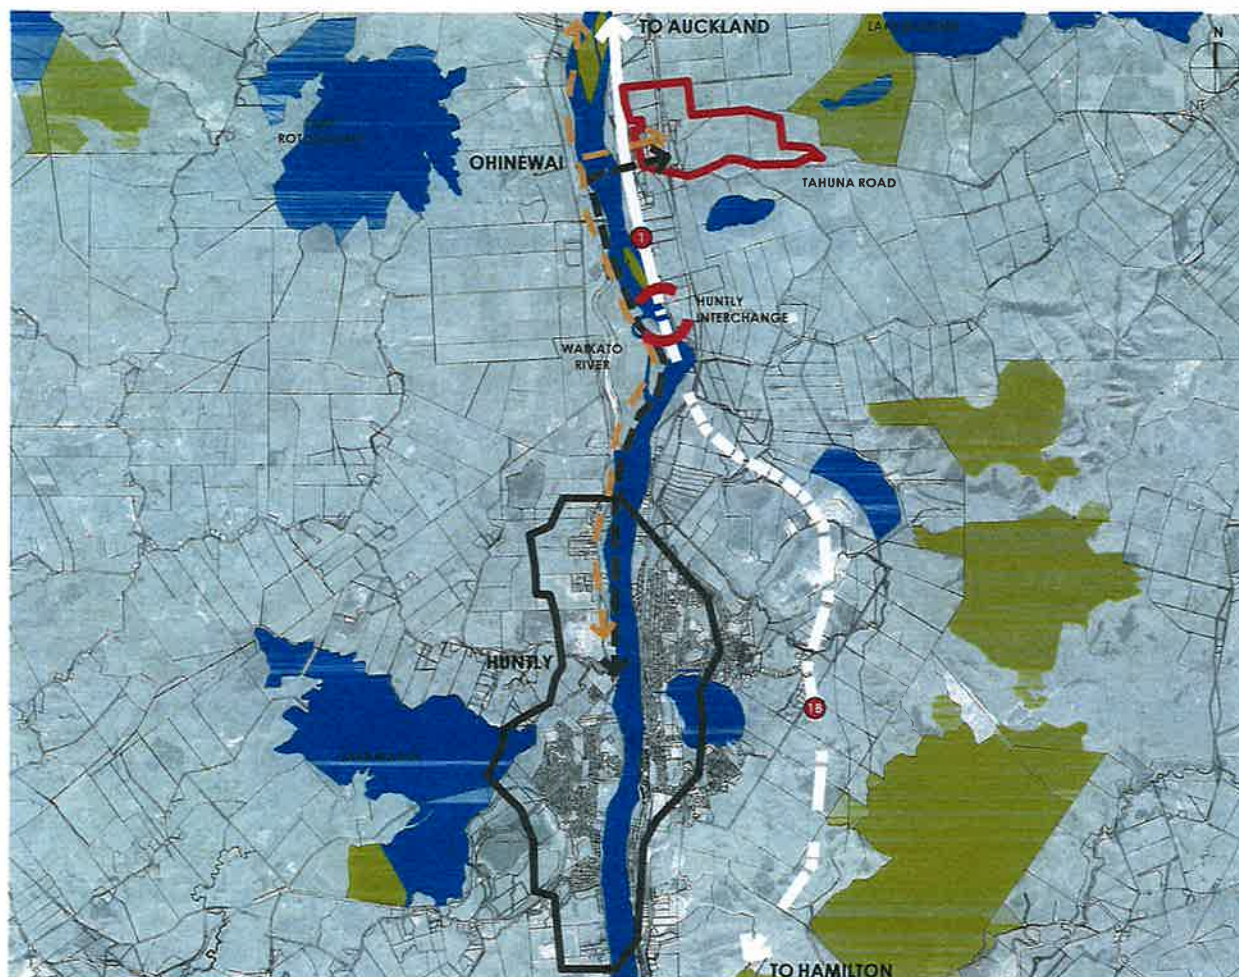 TO AUCKLAND
N
OHINEWAI
TAHUNA ROAD
1
HUNTLY
INTERCHANGE
WAIKATO
RIVER
HUNTLY
1B
TO HAMILTON